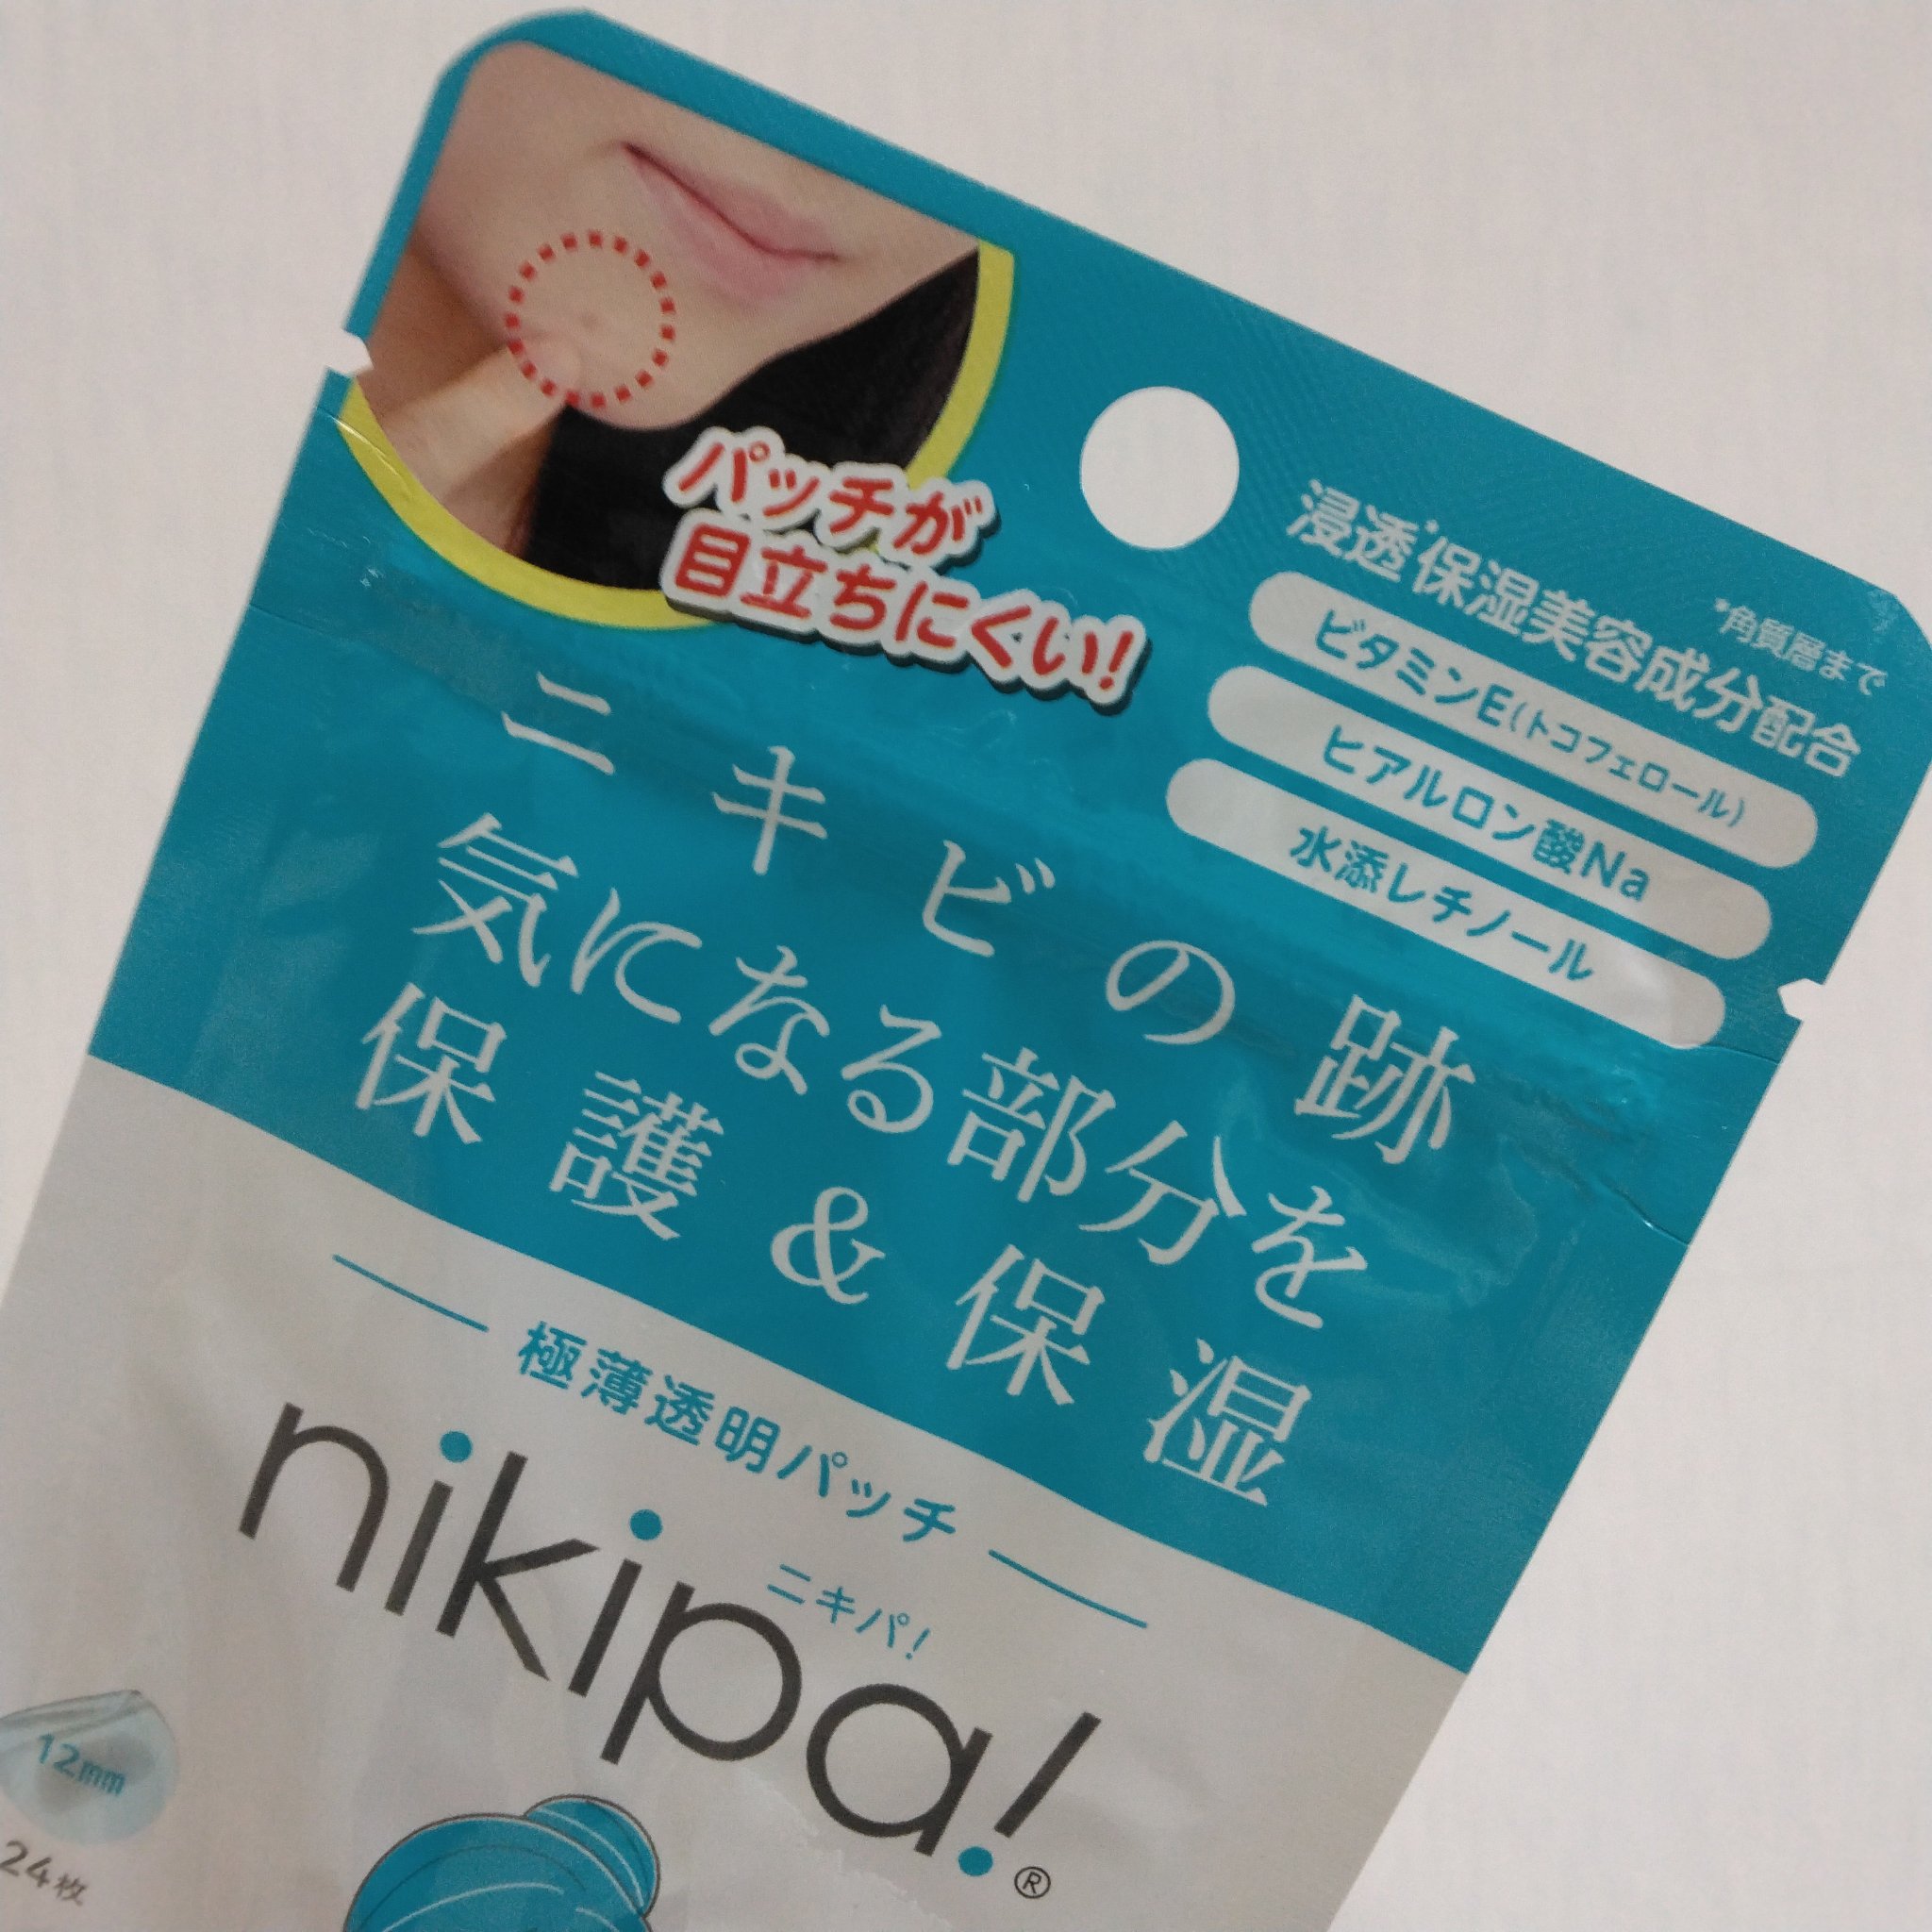 パッチが
目立ちにくい!
浸透*保湿美容成分配合
*角質層まで
ビタミンE(トコフェロール)
ヒアルロン酸Na
水添レチノール
ニキビの跡
気になる部分を
保護&保湿
極薄透明パッチ
ニキパ!
nikipa!®
12mm
24枚